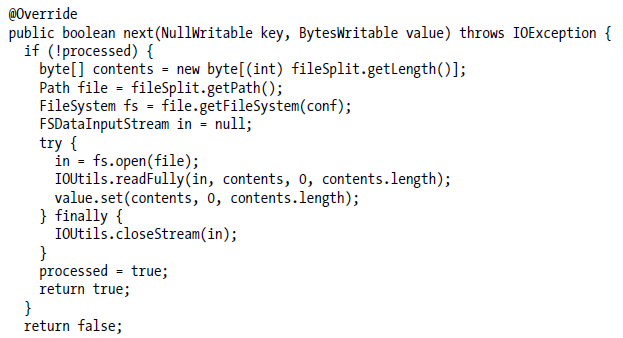 @Override
public boolean next(NullWritable key, BytesWritable value) throws IOException {
  if (!processed) {
    byte[] contents = new byte[(int) fileSplit.getLength()];
    Path file = fileSplit.getPath();
    FileSystem fs = file.getFileSystem(conf);
    FSDataInputStream in = null;
    try {
      in = fs.open(file);
      IOUtils.readFully(in, contents, 0, contents.length);
      value.set(contents, 0, contents.length);
    } finally {
      IOUtils.closeStream(in);
    }
    processed = true;
    return true;
  }
  return false;